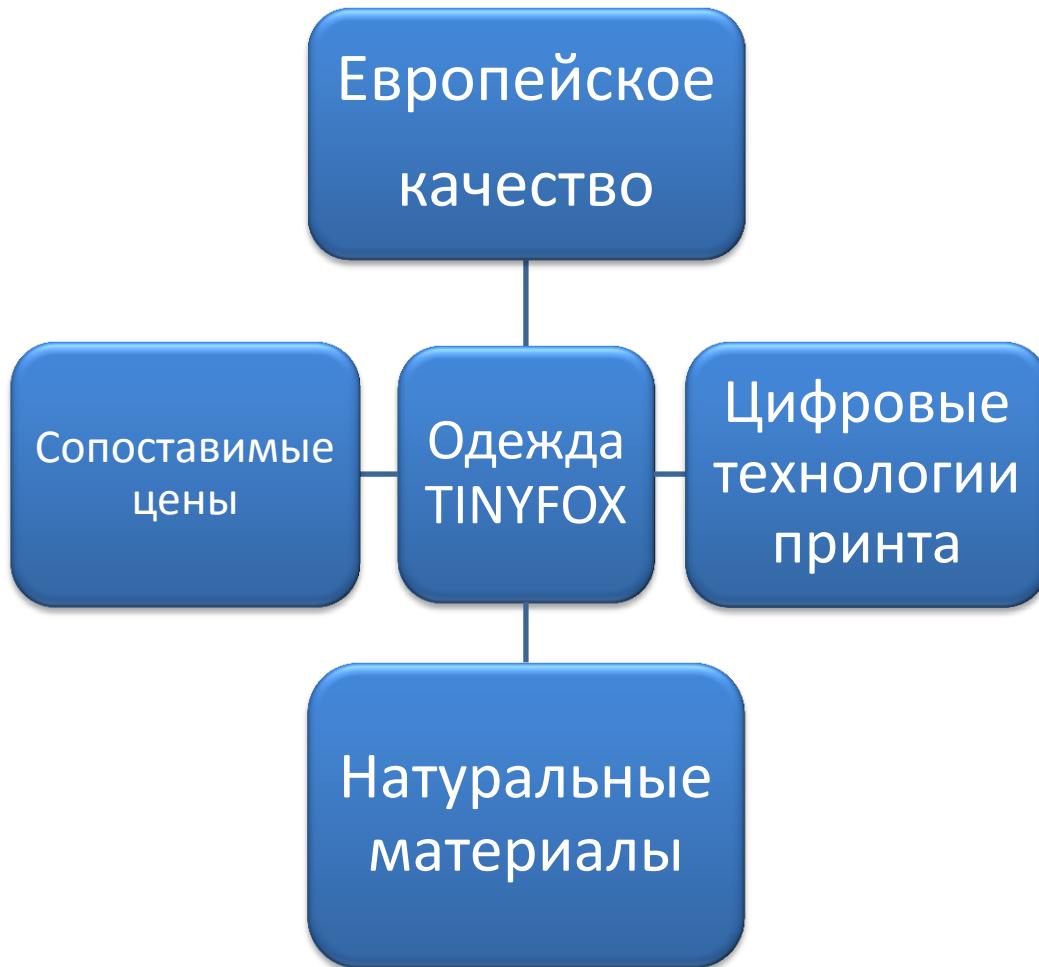 Европейское
качество
Сопоставимые
цены
Одежда
TINYFOX
Цифровые
технологии
принта
Натуральные
материалы